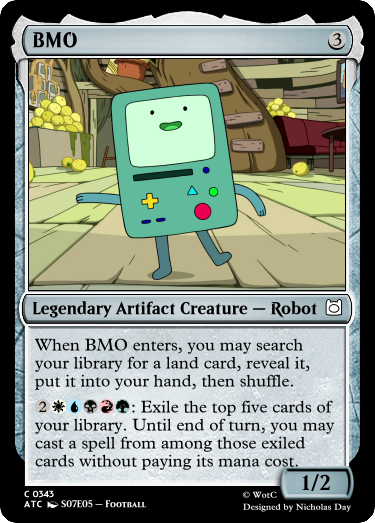 BMO 3
Legendary Artifact Creature — Robot
When BMO enters, you may search
your library for a land card, reveal it,
put it into your hand, then shuffle.
2: Exile the top five cards of
your library. Until end of turn, you may
cast a spell from among those exiled
cards without paying its mana cost.
1/2
C 0343
ATC S07E05 — Football
© WotC
Designed by Nicholas Day